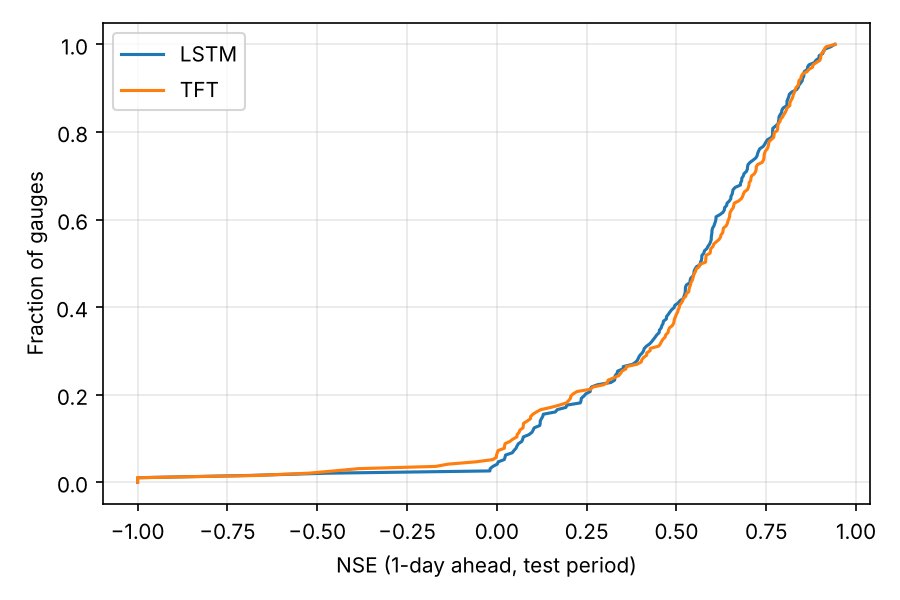 LSTM
TFT
1.0
0.8
0.6
0.4
0.2
0.0
Fraction of gauges
−1.00 −0.75 −0.50 −0.25 0.00 0.25 0.50 0.75 1.00
NSE (1-day ahead, test period)